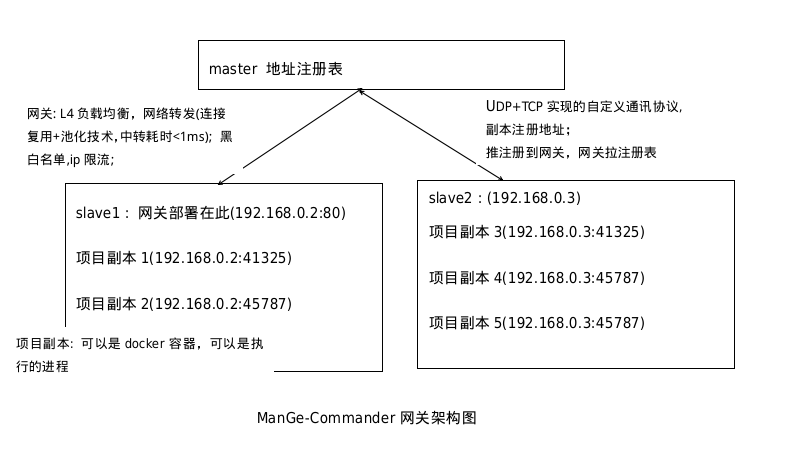 master 地址注册表
网关: L4 负载均衡，网络转发(连接
复用+池化技术,中转耗时<1ms)；黑
白名单,ip 限流;
UDP+TCP 实现的自定义通讯协议,
副本注册地址；
推注册到网关，网关拉注册表
slave1： 网关部署在此(192.168.0.2:80)
项目副本 1(192.168.0.2:41325)
项目副本 2(192.168.0.2:45787)
项目副本: 可以是 docker 容器，可以是执
行的进程
slave2：(192.168.0.3)
项目副本 3(192.168.0.3:41325)
项目副本 4(192.168.0.3:45787)
项目副本 5(192.168.0.3:45787)
ManGe-Commander 网关架构图